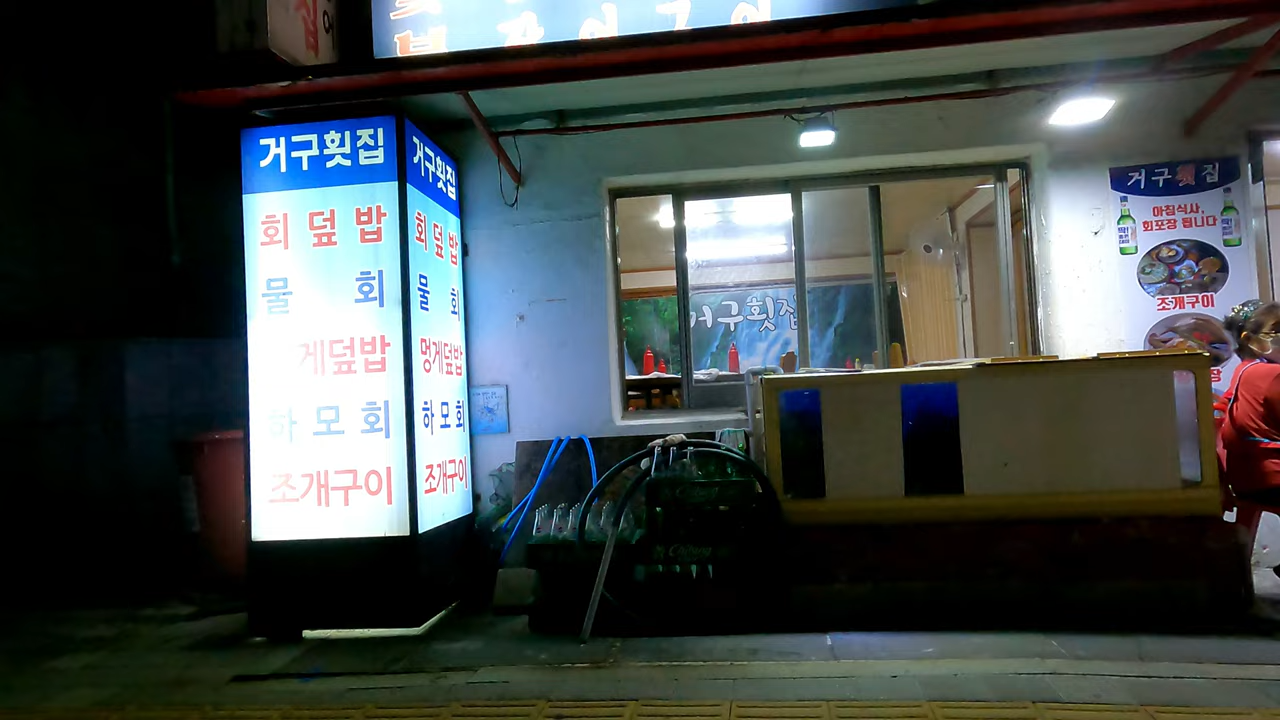 집
거구횟집
회덮밥
물 회
게덮밥
하모회
조개구이
거구횟집
회덮밥
물 회
멍게덮밥
하모회
조개구이
거구횟집
거구횟집
아침식사,
회포장 됩니다
조개구이
장
Chilsung